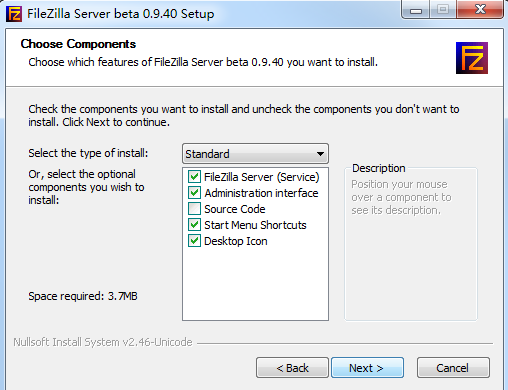 FileZilla Server beta 0.9.40 Setup
Choose Components
Choose which features of FileZilla Server beta 0.9.40 you want to install.
FZ
Check the components you want to install and uncheck the components you don't want to
install. Click Next to continue.
Select the type of install:
Standard
Or, select the optional
components you wish to
install:
FileZilla Server (Service)
Administration interface
Source Code
Start Menu Shortcuts
Desktop Icon
Description
Position your mouse
over a component to
see its description.
Space required: 3.7MB
Nullsoft Install System v2.46-Unicode
< Back
Next >
Cancel